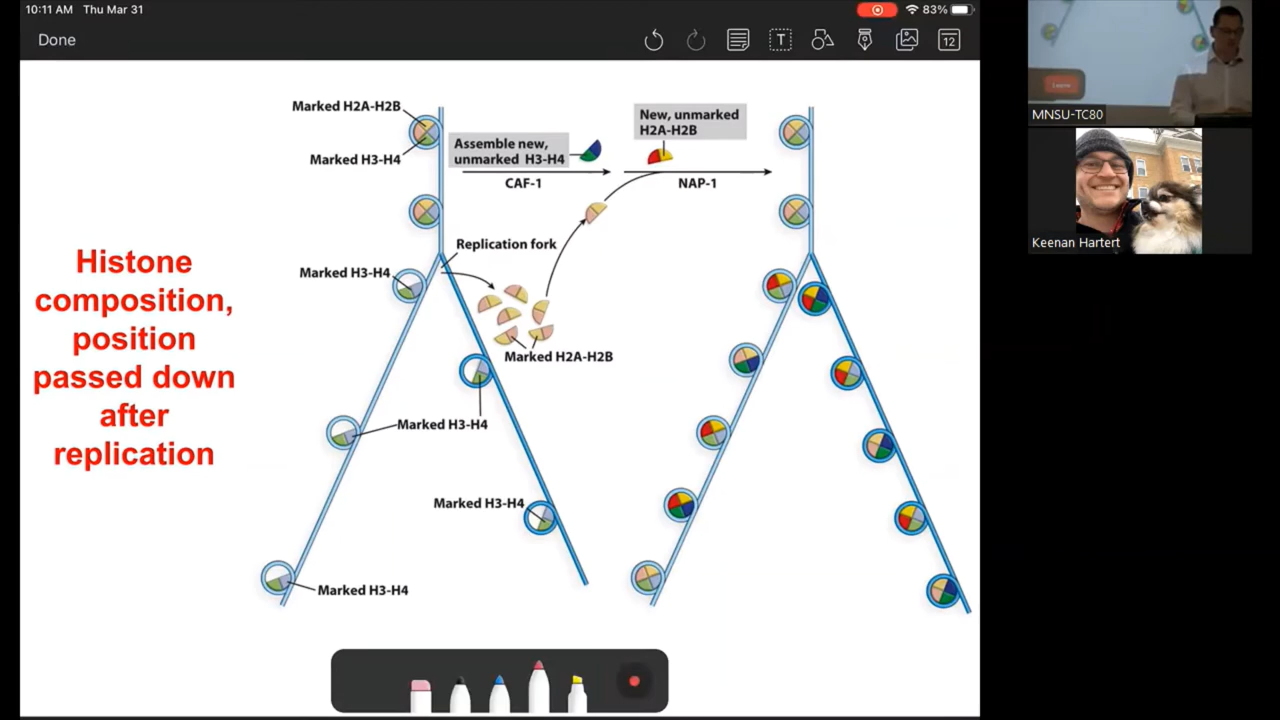 10:11 AM Thu Mar 31
83%
Done
T
12
Marked H2A-H2B
Marked H3-H4
Assemble new,
unmarked H3-H4
CAF-1
New, unmarked
H2A-H2B
NAP-1
Replication fork
Marked H3-H4
Marked H2A-H2B
Marked H3-H4
Marked H3-H4
Marked H3-H4
Histone
composition,
position
passed down
after
replication
Leave
MNSU-TC80
Keenan Hartert